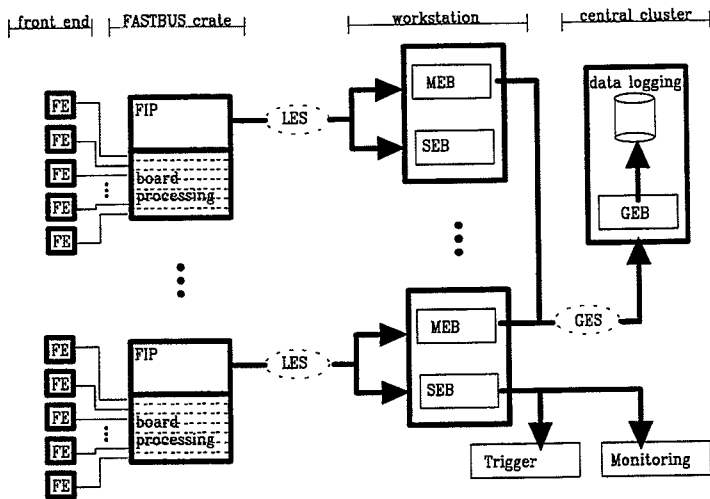 front end
FASTBUS crate
workstation
central cluster
FE
FE
FE
FE
FE
FIP
board
processing
LES
MEB
SEB
data logging
GEB
FE
FE
FE
FE
FE
FIP
board
processing
LES
MEB
SEB
GES
Trigger
Monitoring